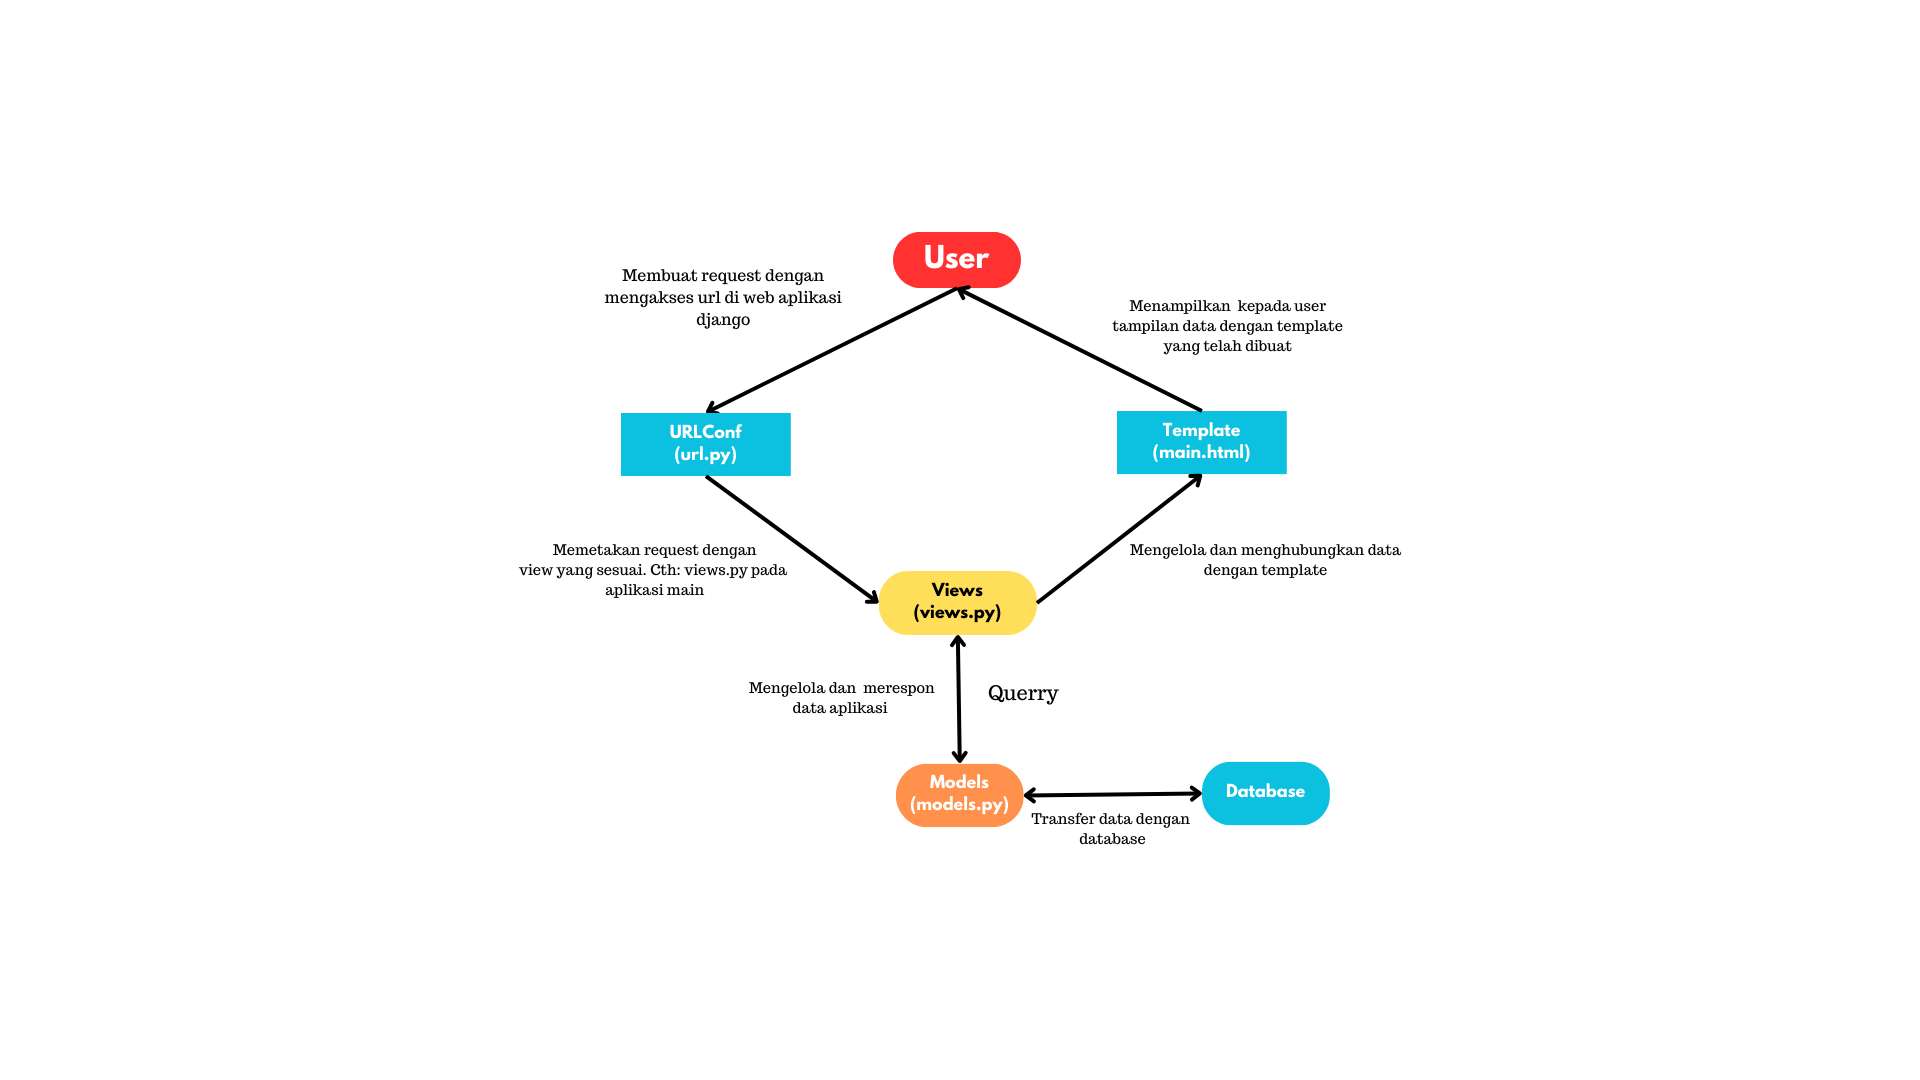 User
Membuat request dengan
mengakses url di web aplikasi
django
Menampilkan kepada user
tampilan data dengan template
yang telah dibuat
URLConf
(url.py)
Template
(main.html)
Memetakan request dengan
view yang sesuai. Cth: views.py pada
aplikasi main
Mengelola dan menghubungkan data
dengan template
Views
(views.py)
Mengelola dan merespon
data aplikasi
Querry
Models
(models.py)
Database
Transfer data dengan
database